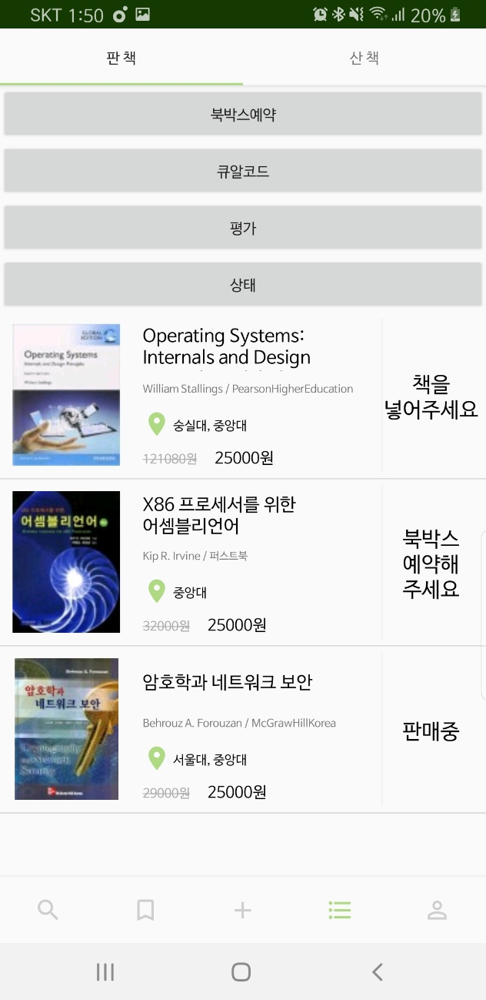 SKT 1:50 20%
판 책 산 책
북박스예약
큐알코드
평가
상태
GLOBAL EDITION
Operating Systems
Internals and Design Principles
William Stallings
PEARSON
Operating Systems:
Internals and Design
William Stallings / PearsonHigherEducation
숭실대, 중앙대
121080원 25000원
책을
넣어주세요
X86 프로세서를 위한
어셈블리언어
X86 프로세서를 위한
어셈블리언어
Kip R. Irvine / 퍼스트북
중앙대
32000원 25000원
북박스
예약해
주세요
Behrouz A. Forouzan
암호학과
네트워크 보안
Cryptography
and Network
Security
암호학과 네트워크 보안
Behrouz A. Forouzan / McGrawHillKorea
서울대, 중앙대
29000원 25000원
판매중